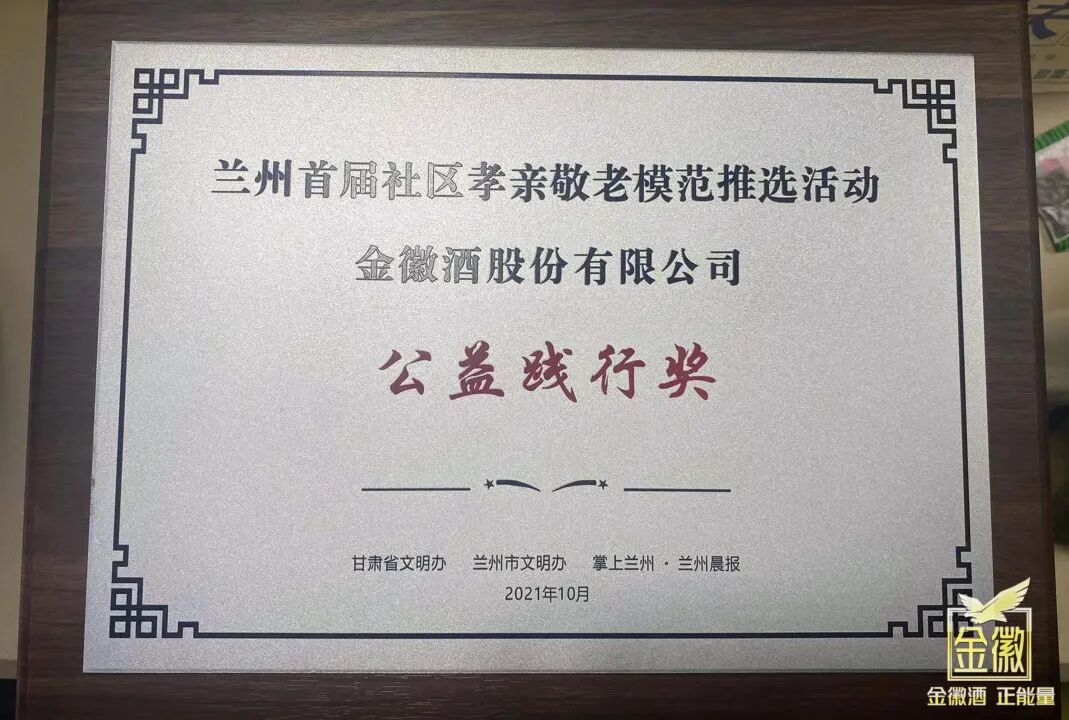 兰州首届社区孝亲敬老模范推选活动
金徽酒股份有限公司
公益践行奖
甘肃省文明办 兰州市文明办 掌上兰州·兰州晨报
2021年10月
金徽
金徽酒 正能量